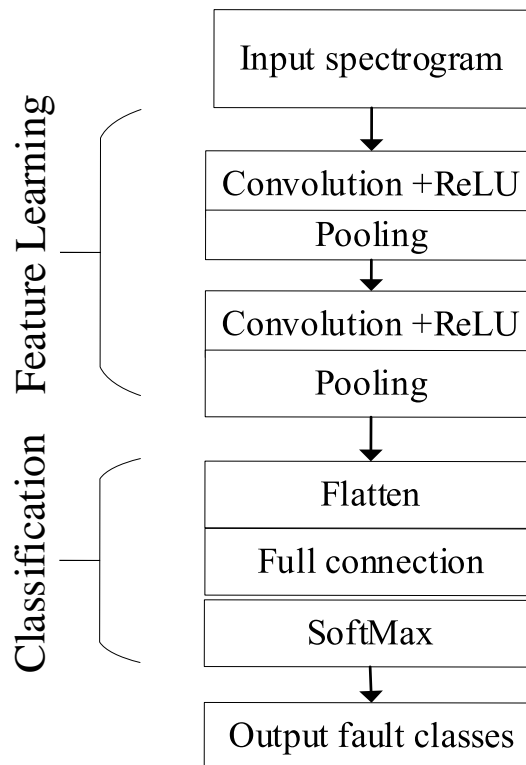 Input spectrogram
Feature Learning
Convolution +ReLU
Pooling
Convolution +ReLU
Pooling
Classification
Flatten
Full connection
SoftMax
Output fault classes